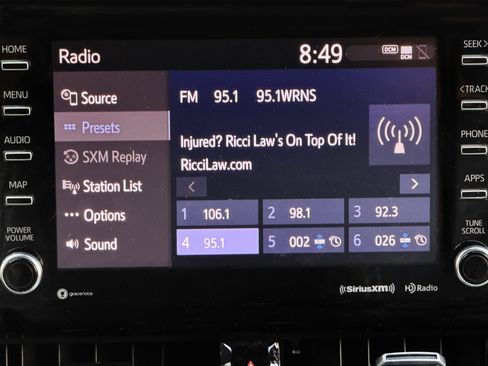 HOME
MENU
AUDIO
MAP
POWER
VOLUME
Radio
8:49
DCM
DCM
Source
Presets
SXM Replay
Station List
Options
Sound
FM 95.1 95.1WRNS
Injured? Ricci Law's On Top Of It!
RicciLaw.com
<
>
1 106.1
2 98.1
3 92.3
4 95.1
5 002
6 026
SEEK>
<TRACK
PHONE
APPS
TUNE
SCROLL
gracenote
((SiriusXM))
HD Radio